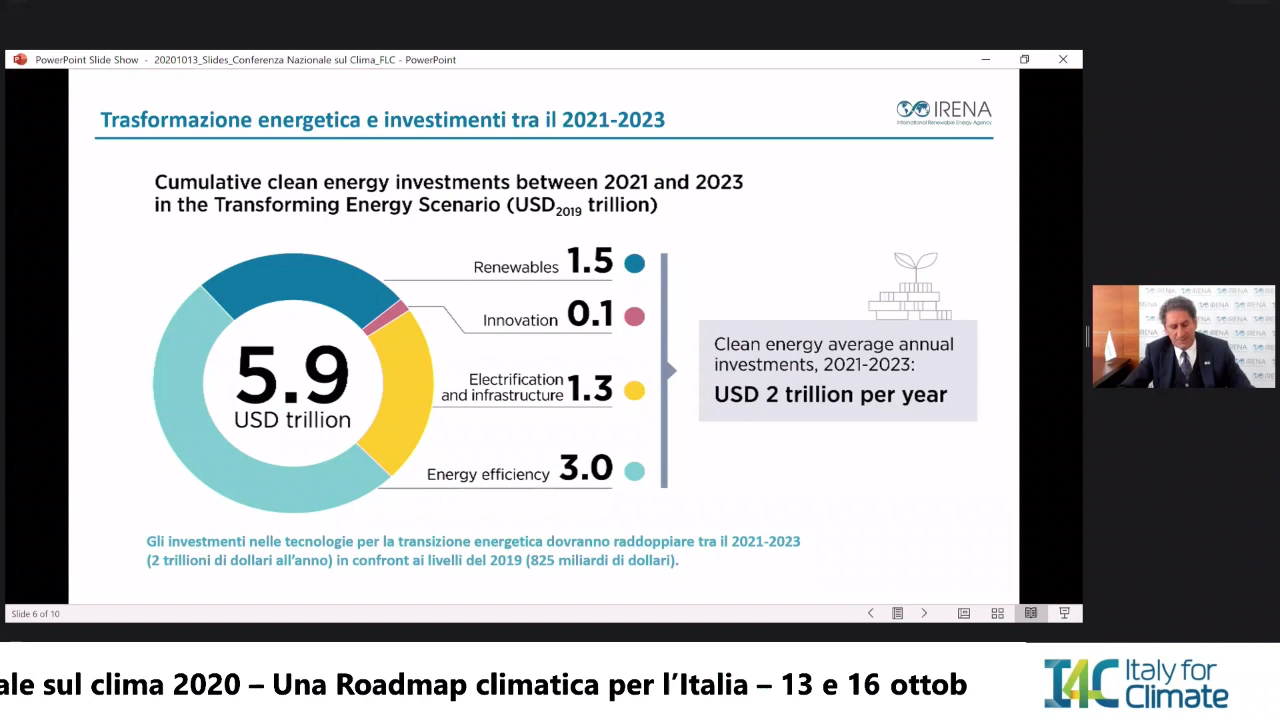 PowerPoint Slide Show - 20201013_Slides_Conferenza Nazionale sul Clima_FLC - PowerPoint
Trasformazione energetica e investimenti tra il 2021-2023
IRENA
International Renewable Energy Agency
Cumulative clean energy investments between 2021 and 2023
in the Transforming Energy Scenario (USD2019 trillion)
5.9
USD trillion
Renewables 1.5
Innovation 0.1
Electrification
and infrastructure 1.3
Energy efficiency 3.0
Clean energy average annual
investments, 2021-2023:
USD 2 trillion per year
Gli investimenti nelle tecnologie per la transizione energetica dovranno raddoppiare tra il 2021-2023
(2 trillioni di dollari all'anno) in confront ai livelli del 2019 (825 miliardi di dollari).
Slide 6 of 10
IRENA
IRENA
IRENA
ale sul clima 2020 – Una Roadmap climatica per l'Italia – 13 e 16 ottob
I4C Italy for
Climate